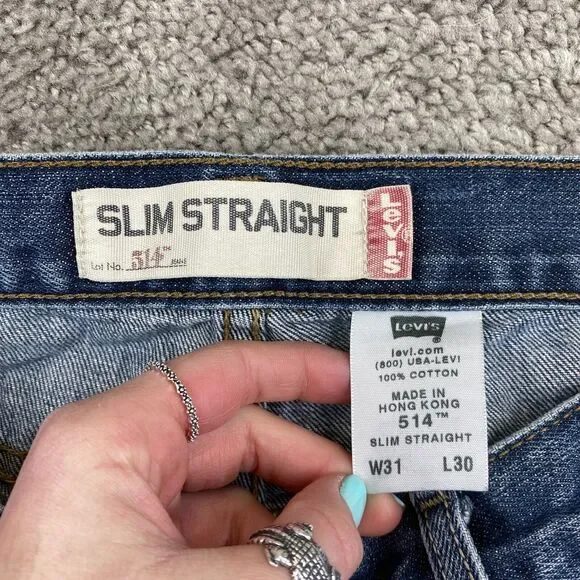 SLIM STRAIGHT
Lot No. 514™ JEANS
Levi's
Levi's
levi.com
(800) USA-LEVI
100% COTTON
MADE IN
HONG KONG
514™
SLIM STRAIGHT
W31 L30